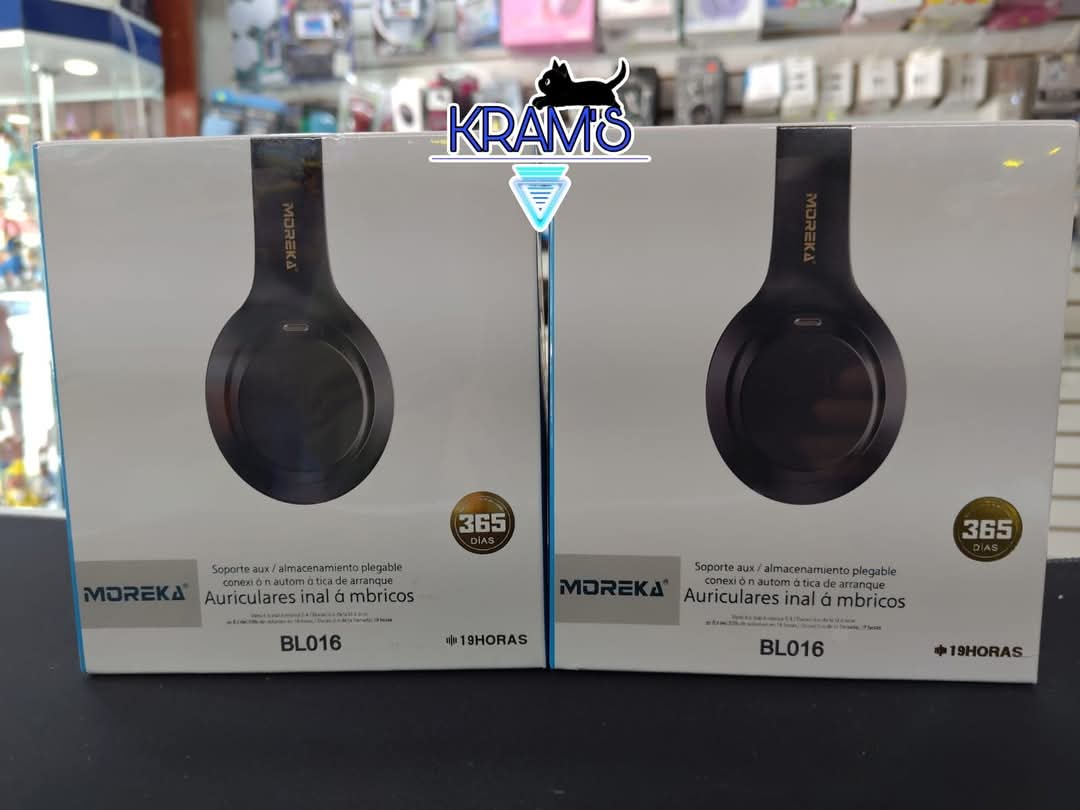 KRAM'S
MOREKA
365
DÍAS
Soporte aux / almacenamiento plegable
conexi ó n autom á tica de arranque
MOREKA®
Auriculares inal á mbricos
BL016
19HORAS
MOREKA
365
DÍAS
Soporte aux / almacenamiento plegable
conexi ó n autom á tica de arranque
MOREKA®
Auriculares inal á mbricos
BL016
19HORAS